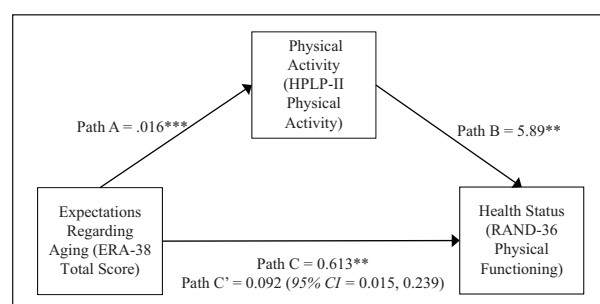 Physical
Activity
(HPLP-II
Physical
Activity)
Path A = .016***
Path B = 5.89**
Expectations
Regarding
Aging (ERA-38
Total Score)
Health Status
(RAND-36
Physical
Functioning)
Path C = 0.613**
Path C’ = 0.092 (95% CI = 0.015, 0.239)